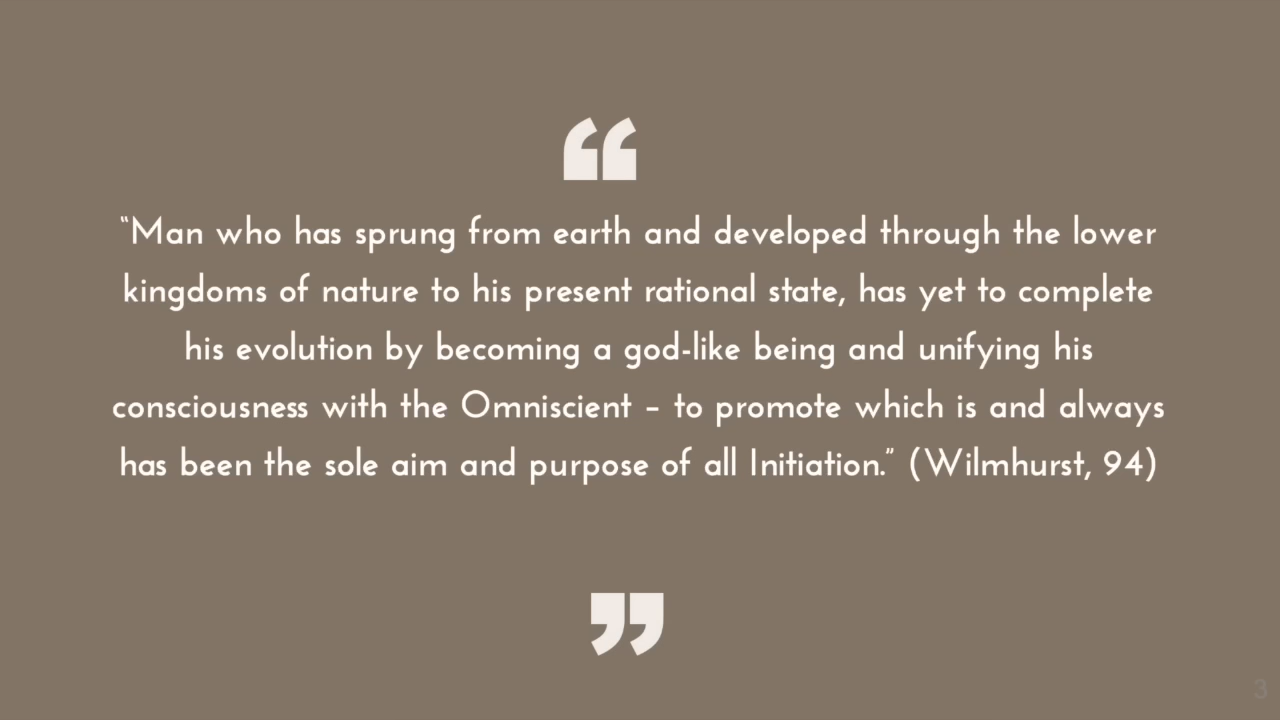 “
“Man who has sprung from earth and developed through the lower
kingdoms of nature to his present rational state, has yet to complete
his evolution by becoming a god-like being and unifying his
consciousness with the Omniscient – to promote which is and always
has been the sole aim and purpose of all Initiation.” (Wilmhurst, 94)
”
3